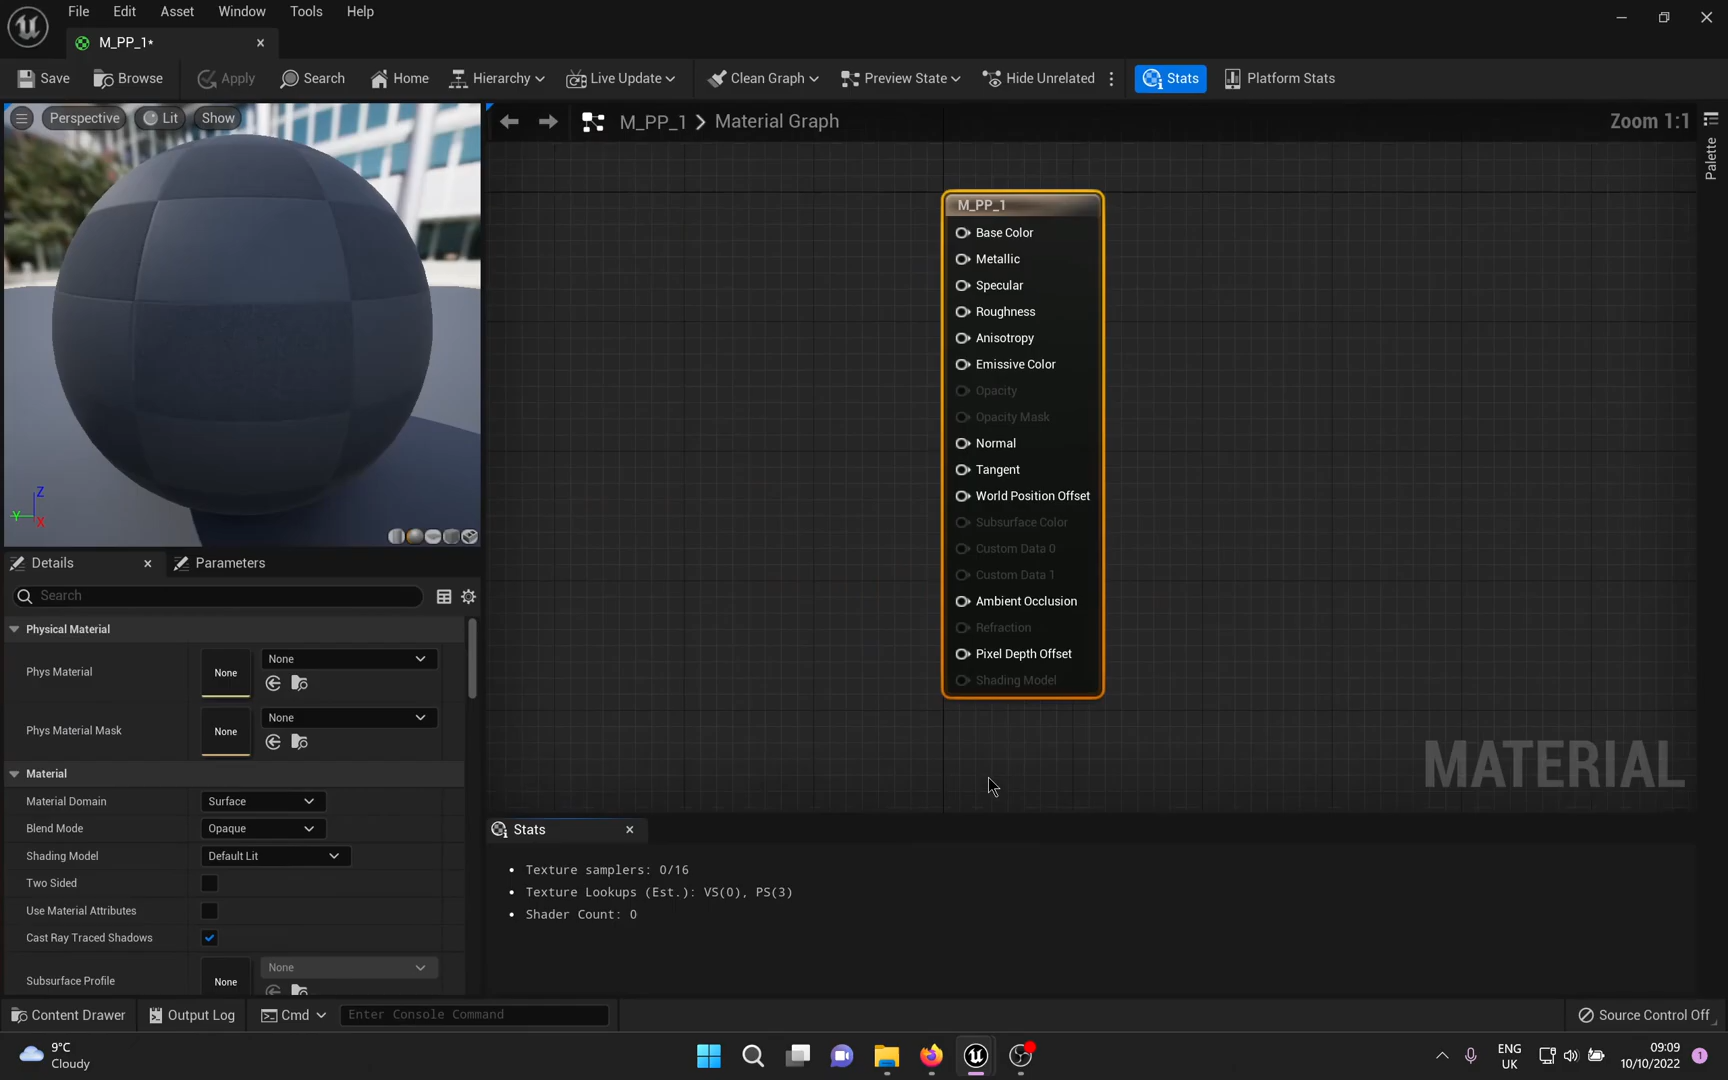 File Edit Asset Window Tools Help
M_PP_1*
Save Browse Apply Search Home Hierarchy Live Update Clean Graph Preview State Hide Unrelated Stats Platform Stats
Perspective Lit Show
M_PP_1 > Material Graph Zoom 1:1
Palette
M_PP_1
Base Color
Metallic
Specular
Roughness
Anisotropy
Emissive Color
Opacity
Opacity Mask
Normal
Tangent
World Position Offset
Subsurface Color
Custom Data 0
Custom Data 1
Ambient Occlusion
Refraction
Pixel Depth Offset
Shading Model
MATERIAL
Z
Y
X
Details Parameters
Search
Physical Material
Phys Material None None
Phys Material Mask None None
Material
Material Domain Surface
Blend Mode Opaque
Shading Model Default Lit
Two Sided
Use Material Attributes
Cast Ray Traced Shadows
Subsurface Profile None None
Stats
• Texture samplers: 0/16
• Texture Lookups (Est.): VS(0), PS(3)
• Shader Count: 0
Content Drawer Output Log Cmd Enter Console Command Source Control Off
9°C
Cloudy
ENG
UK
09:09
10/10/2022
1